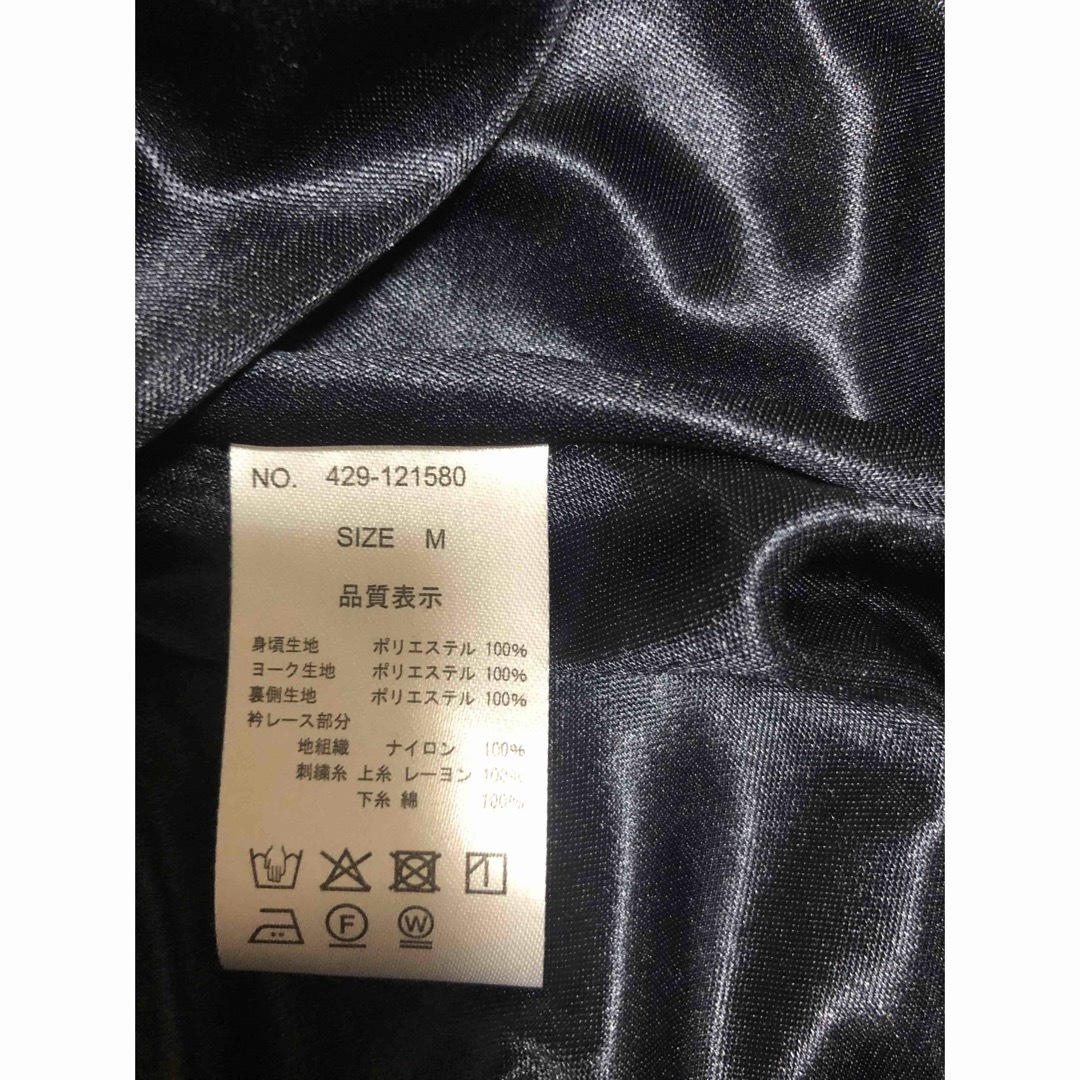 NO. 429-121580
SIZE M
品質表示
身頃生地 ポリエステル 100%
ヨーク生地 ポリエステル 100%
裏側生地 ポリエステル 100%
衿レース部分
地組織 ナイロン 100%
刺繍糸 上糸 レーヨン 100%
下糸 綿 100%
F W